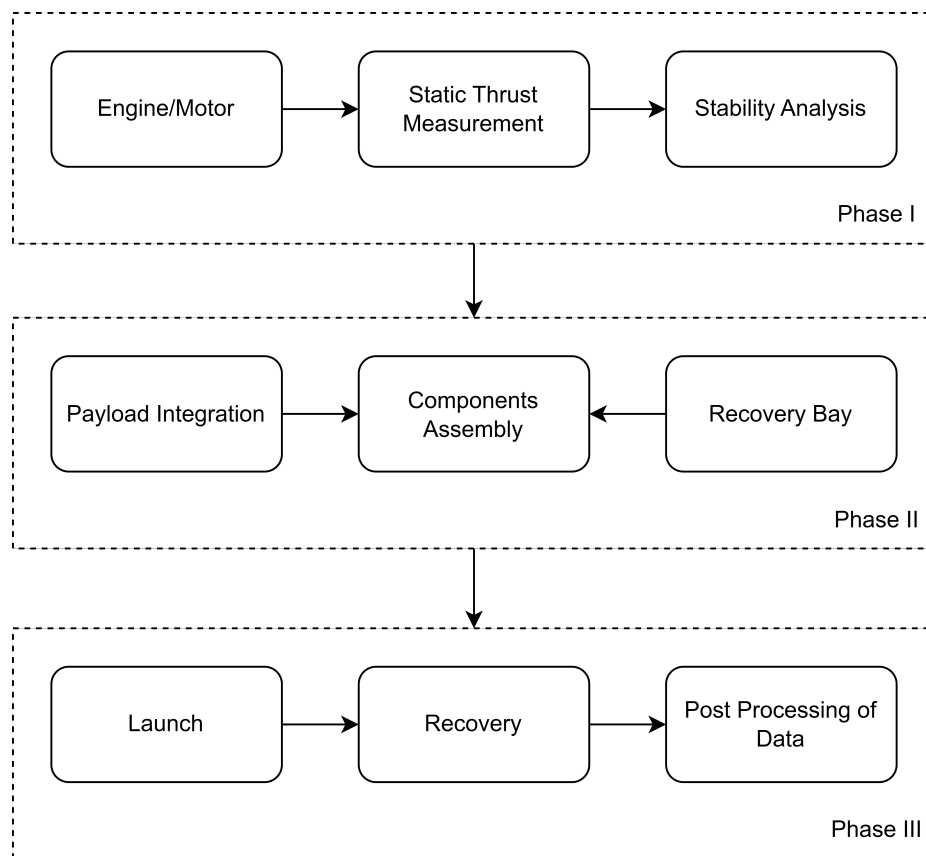 Engine/Motor
Static Thrust
Measurement
Stability Analysis
Phase I
Payload Integration
Components
Assembly
Recovery Bay
Phase II
Launch
Recovery
Post Processing of
Data
Phase III